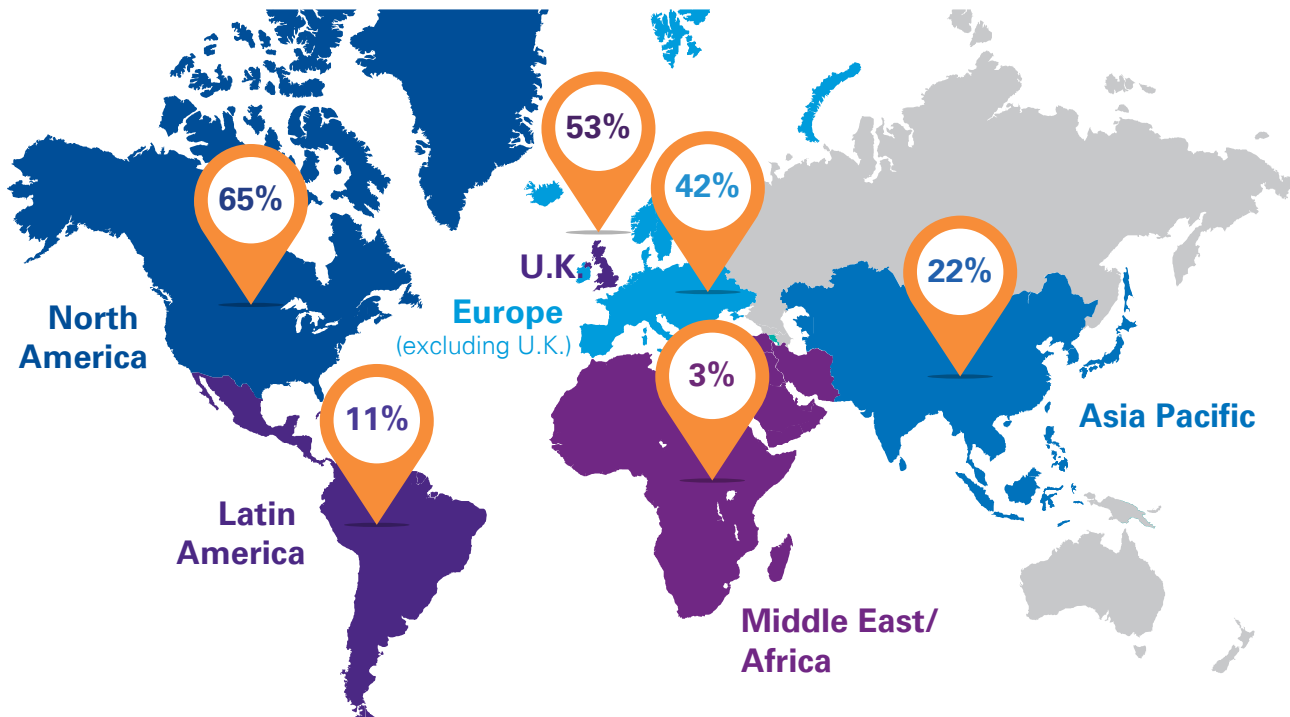 53%
65%
42%
U.K.
22%
North
America
Europe
(excluding U.K.)
3%
11%
Asia Pacific
Latin
America
Middle East/
Africa